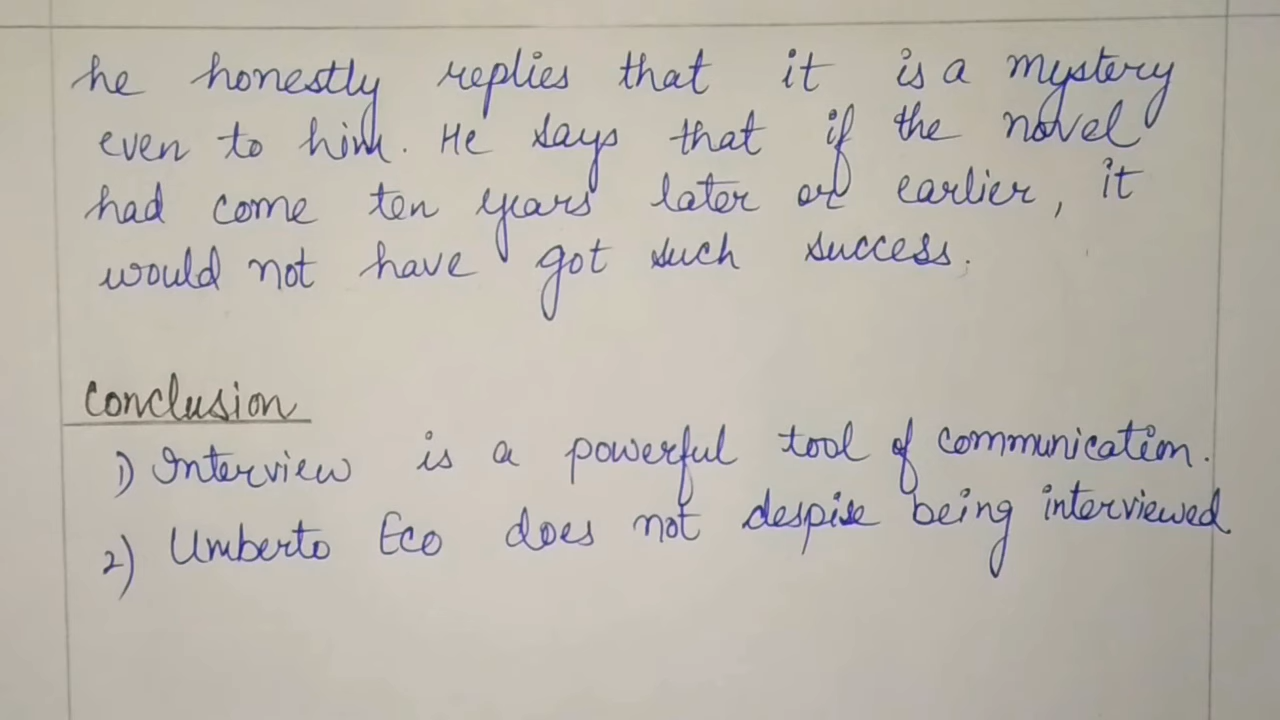 he honestly replies that it is a mystery
even to him. He says that if the novel
had come ten years later or earlier, it
would not have got such success.
Conclusion
1) Interview is a powerful tool of communication.
2) Umberto Eco does not despise being interviewed